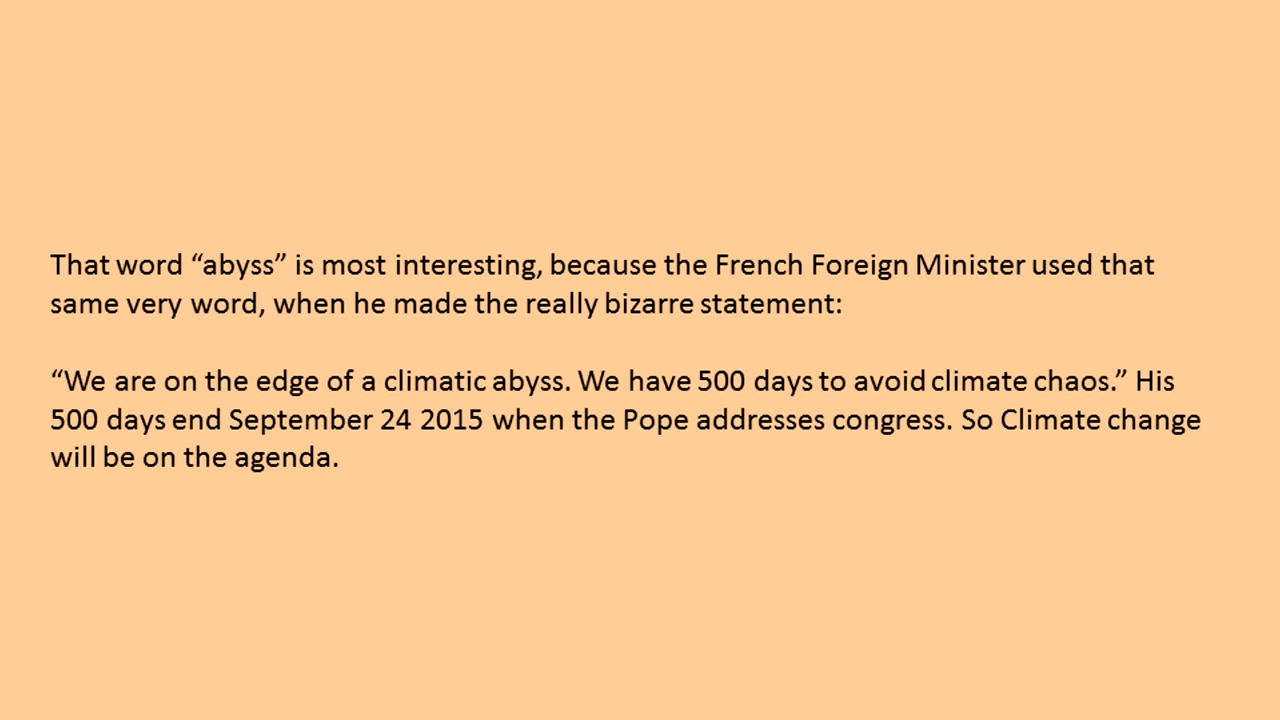 That word “abyss” is most interesting, because the French Foreign Minister used that
same very word, when he made the really bizarre statement:
“We are on the edge of a climatic abyss. We have 500 days to avoid climate chaos.” His
500 days end September 24 2015 when the Pope addresses congress. So Climate change
will be on the agenda.